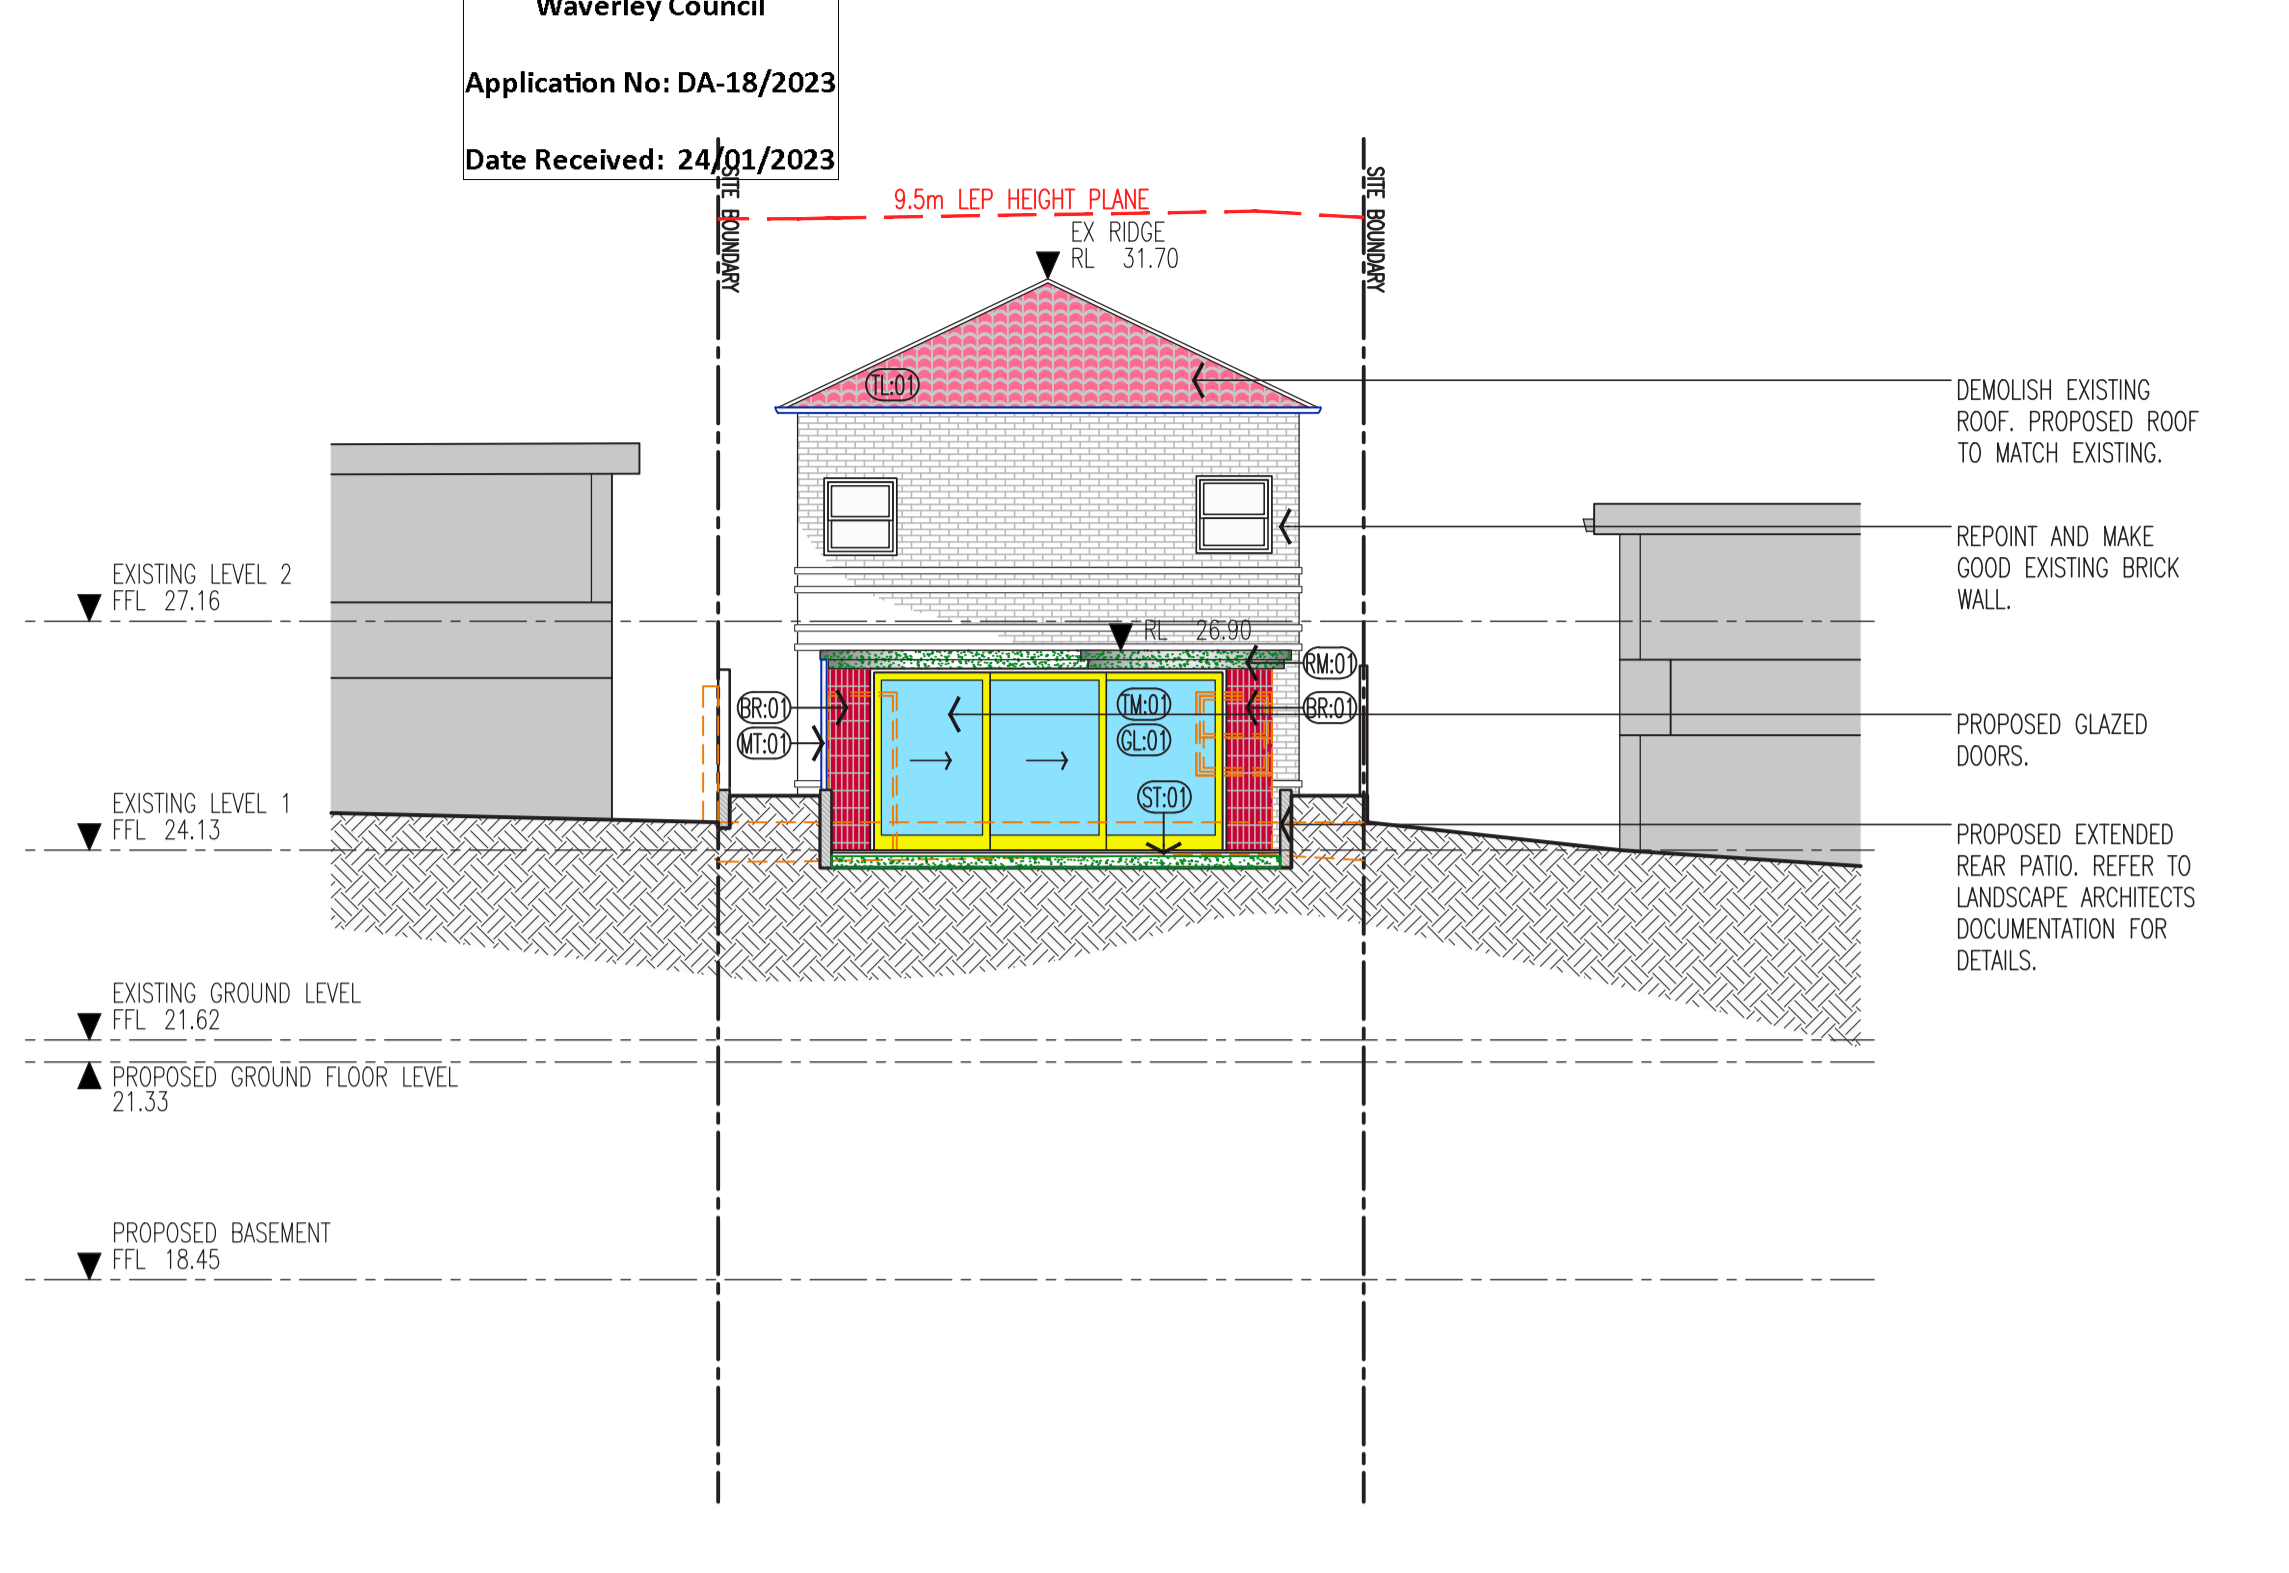 Waverley Council
Application No: DA-18/2023
Date Received: 24/01/2023
SITE BOUNDARY
SITE BOUNDARY
9.5m LEP HEIGHT PLANE
EX RIDGE
RL 31.70
TL:01
DEMOLISH EXISTING
ROOF. PROPOSED ROOF
TO MATCH EXISTING.
REPOINT AND MAKE
GOOD EXISTING BRICK
WALL.
EXISTING LEVEL 2
FFL 27.16
RL 26.90
RM:01
BR:01
TM:01
BR:01
MT:01
GL:01
PROPOSED GLAZED
DOORS.
ST:01
EXISTING LEVEL 1
FFL 24.13
PROPOSED EXTENDED
REAR PATIO. REFER TO
LANDSCAPE ARCHITECTS
DOCUMENTATION FOR
DETAILS.
EXISTING GROUND LEVEL
FFL 21.62
PROPOSED GROUND FLOOR LEVEL
21.33
PROPOSED BASEMENT
FFL 18.45